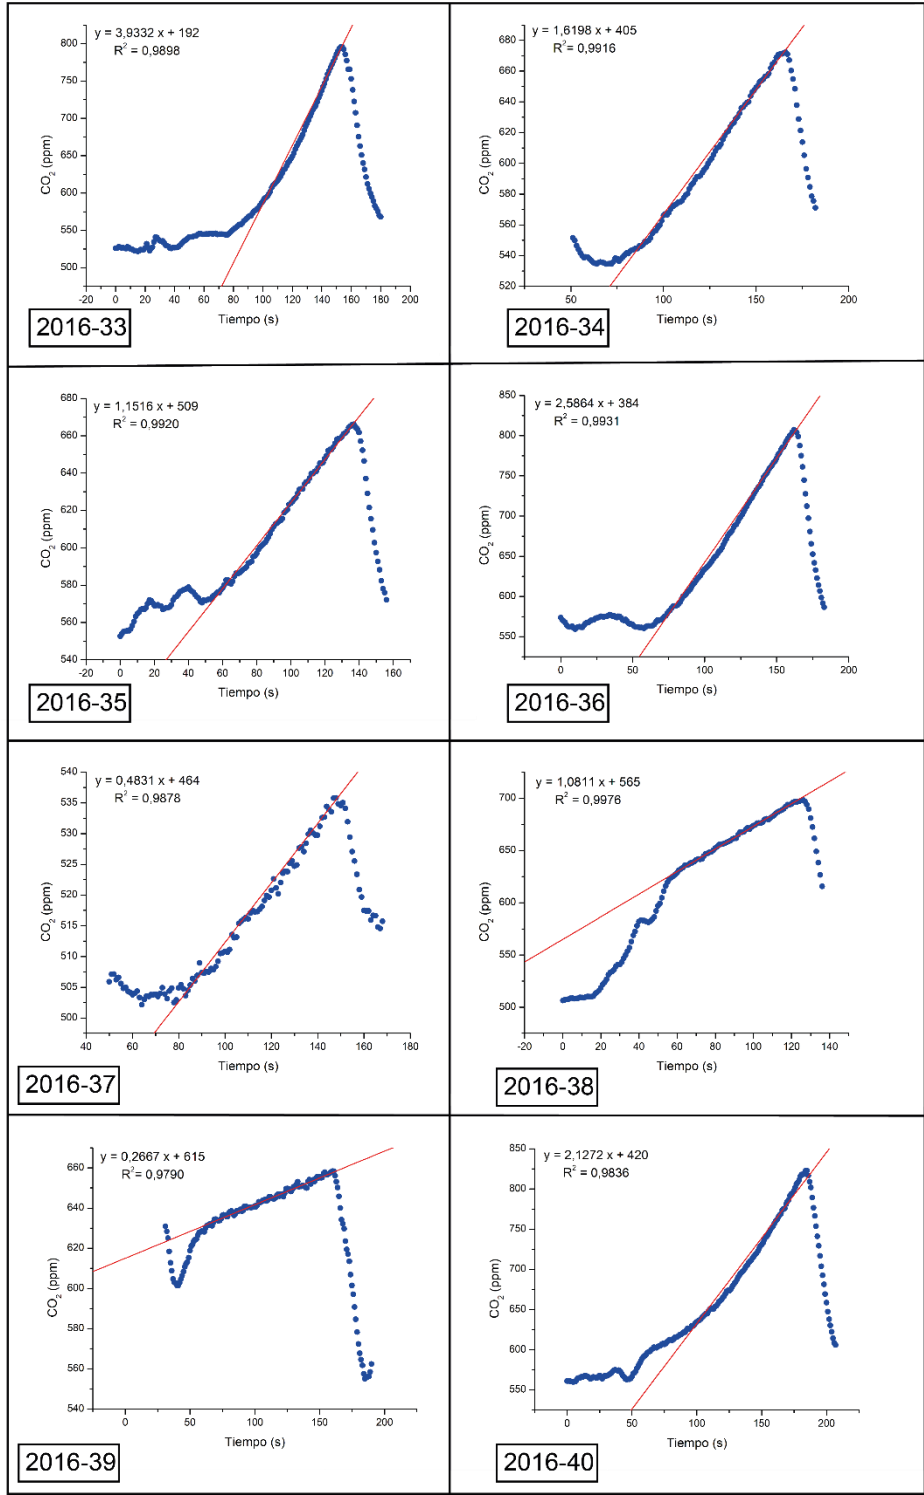 y = 3,9332 x + 192
R² = 0,9898
800
750
700
650
600
550
500
CO₂ (ppm)
-20 0 20 40 60 80 100 120 140 160 180 200
Tiempo (s)
2016-33
y = 1,6198 x + 405
R² = 0,9916
680
660
640
620
600
580
560
540
520
CO₂ (ppm)
50 100 150 200
Tiempo (s)
2016-34
y = 1,1516 x + 509
R² = 0,9920
680
660
640
620
600
580
560
540
CO₂ (ppm)
-20 0 20 40 60 80 100 120 140 160
Tiempo (s)
2016-35
y = 2,5864 x + 384
R² = 0,9931
850
800
750
700
650
600
550
CO₂ (ppm)
0 50 100 150 200
Tiempo (s)
2016-36
y = 0,4831 x + 464
R² = 0,9878
540
535
530
525
520
515
510
505
500
CO₂ (ppm)
40 60 80 100 120 140 160 180
Tiempo (s)
2016-37
y = 1,0811 x + 565
R² = 0,9976
700
650
600
550
500
CO₂ (ppm)
-20 0 20 40 60 80 100 120 140
Tiempo (s)
2016-38
y = 0,2667 x + 615
R² = 0,9790
660
640
620
600
580
560
540
CO₂ (ppm)
0 50 100 150 200
Tiempo (s)
2016-39
y = 2,1272 x + 420
R² = 0,9836
850
800
750
700
650
600
550
CO₂ (ppm)
0 50 100 150 200
Tiempo (s)
2016-40